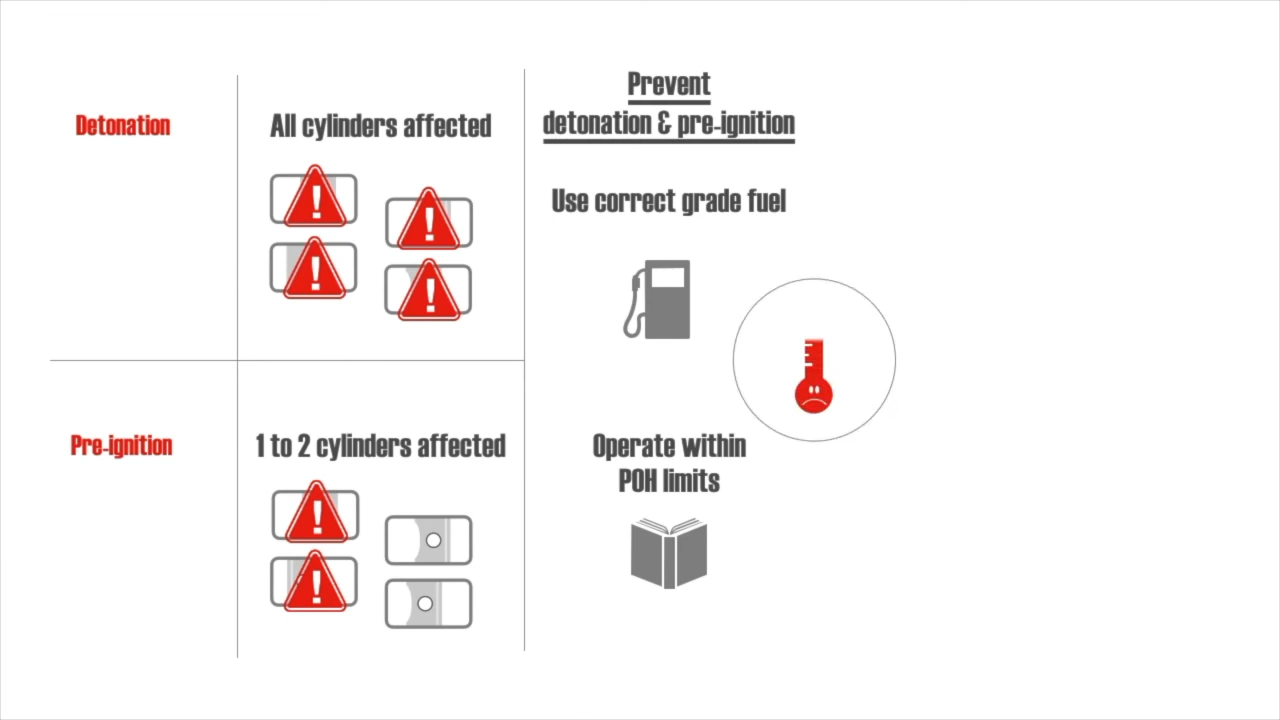 Detonation
All cylinders affected
Pre-ignition
1 to 2 cylinders affected
Prevent
detonation & pre-ignition
Use correct grade fuel
Operate within
POH limits